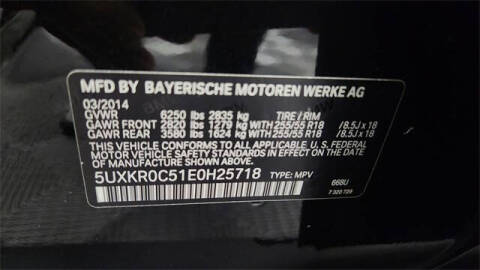 MFD BY BAYERISCHE MOTOREN WERKE AG
03/2014
GVWR 6250 lbs 2835 kg TIRE / RIM
GAWR FRONT 2820 lbs 1279 kg WITH 255/55 R18 / 8.5J x 18
GAWR REAR 3580 lbs 1624 kg WITH 255/55 R18 / 8.5J x 18
THIS VEHICLE CONFORMS TO ALL APPLICABLE U.S. FEDERAL
MOTOR VEHICLE SAFETY STANDARDS IN EFFECT ON THE DATE
OF MANUFACTURE SHOWN ABOVE.
5UXKR0C51E0H25718 TYPE: MPV 668U